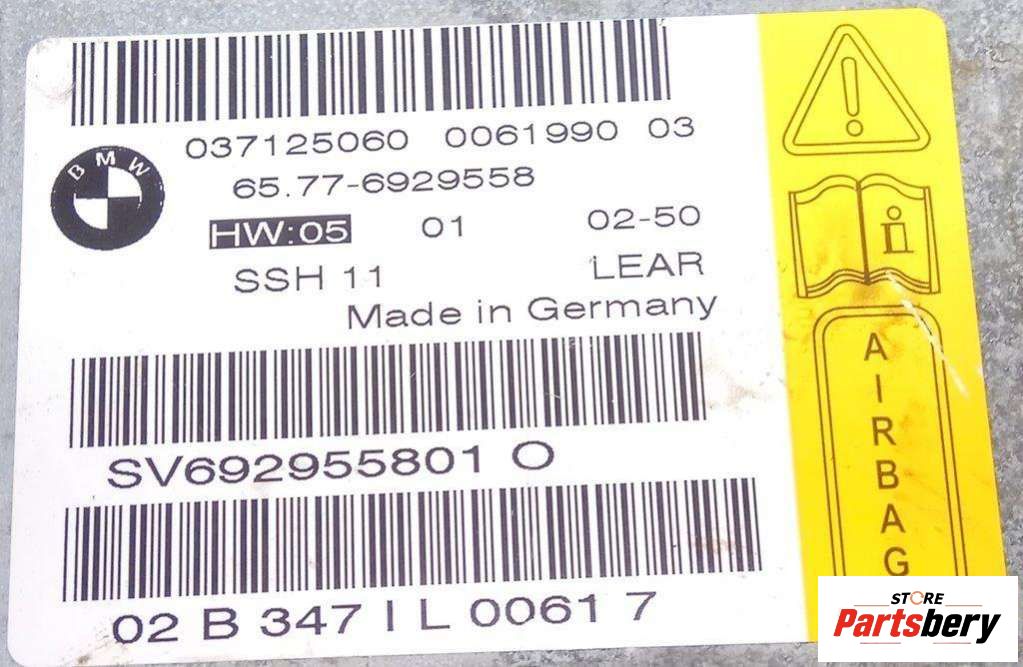 037125060 0061990 03
BMW
65.77-6929558
HW:05 01 02-50
SSH 11 LEAR
Made in Germany
SV692955801 O
02 B 347 I L 0061 7
AIRBAG
STORE
Partsbery